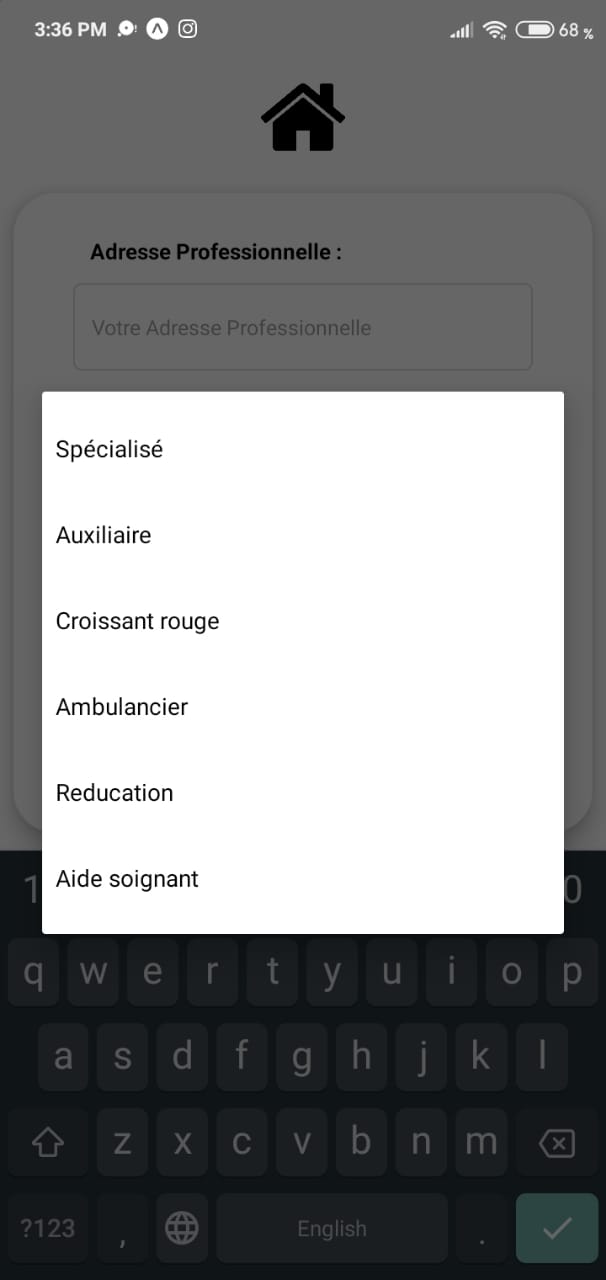 3:36 PM
68 %
Adresse Professionnelle :
Votre Adresse Professionnelle
Spécialisé
Auxiliaire
Croissant rouge
Ambulancier
Reducation
Aide soignant
1 0
q w e r t y u i o p
a s d f g h j k l
z x c v b n m
?123 , English .